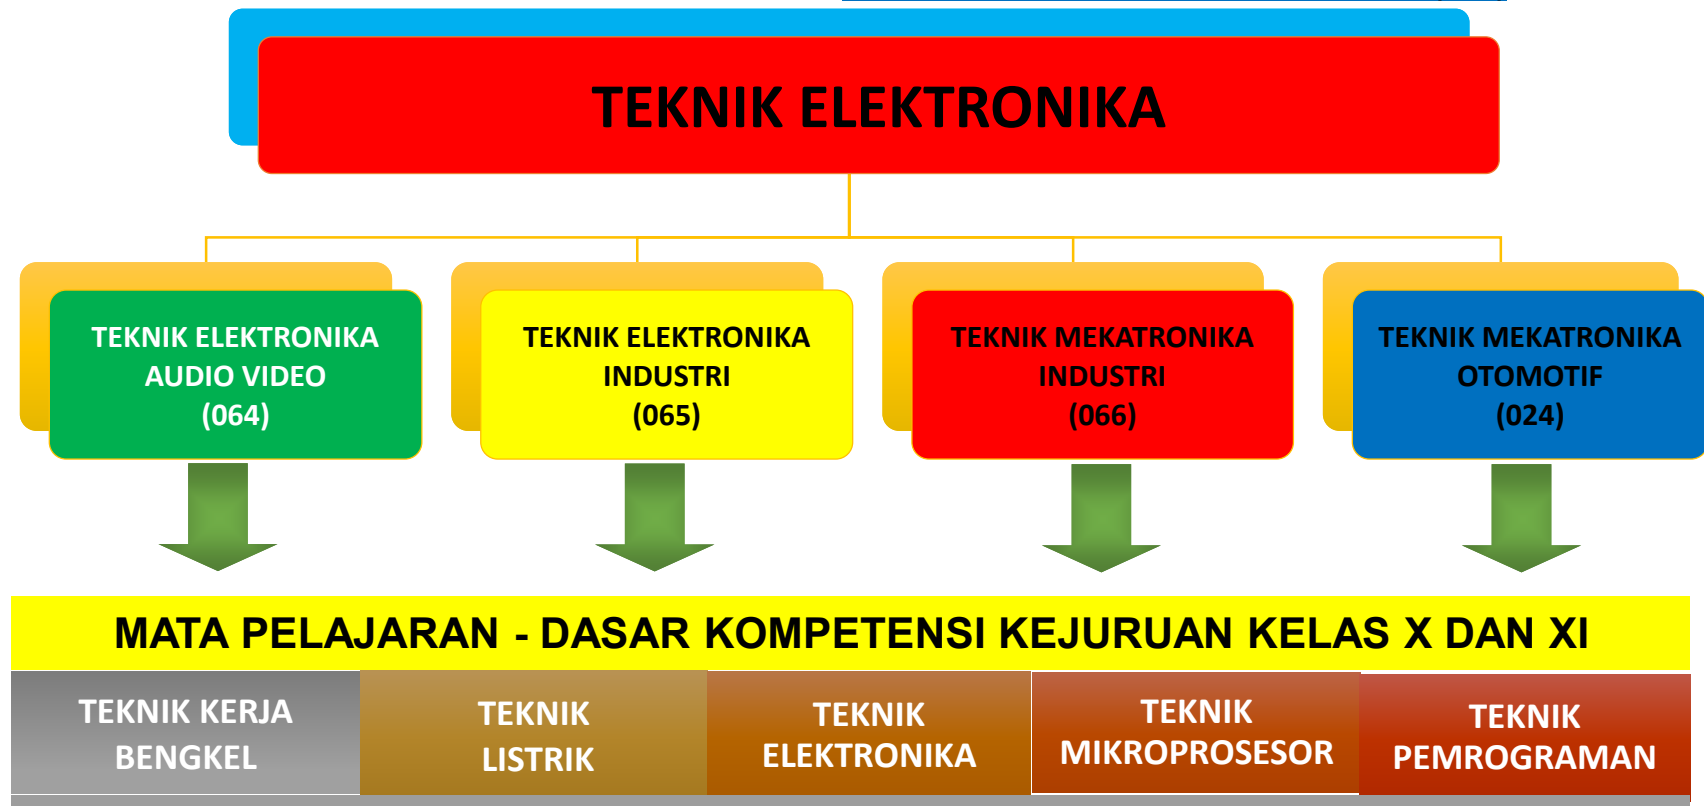 TEKNIK ELEKTRONIKA
TEKNIK ELEKTRONIKA
AUDIO VIDEO
(064)
TEKNIK ELEKTRONIKA
INDUSTRI
(065)
TEKNIK MEKATRONIKA
INDUSTRI
(066)
TEKNIK MEKATRONIKA
OTOMOTIF
(024)
MATA PELAJARAN - DASAR KOMPETENSI KEJURUAN KELAS X DAN XI
TEKNIK KERJA
BENGKEL
TEKNIK
LISTRIK
TEKNIK
ELEKTRONIKA
TEKNIK
MIKROPROSESOR
TEKNIK
PEMROGRAMAN